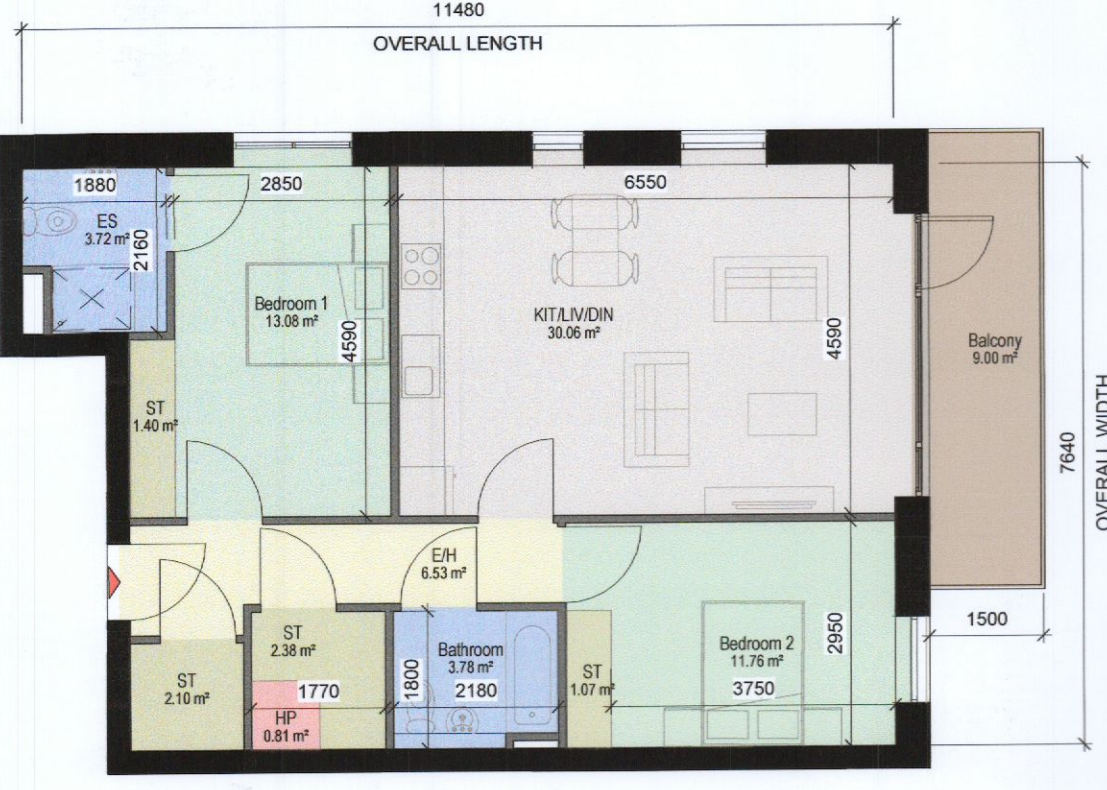 11480
OVERALL LENGTH
1880
2850
6550
ES
3.72 m²
2160
Bedroom 1
13.08 m²
4590
KIT/LIV/DIN
30.06 m²
4590
Balcony
9.00 m²
ST
1.40 m²
7640
OVERALL WIDTH
E/H
6.53 m²
1500
ST
2.38 m²
ST
2.10 m²
1770
HP
0.81 m²
Bathroom
3.78 m²
1800
2180
ST
1.07 m²
Bedroom 2
11.76 m²
3750
2950